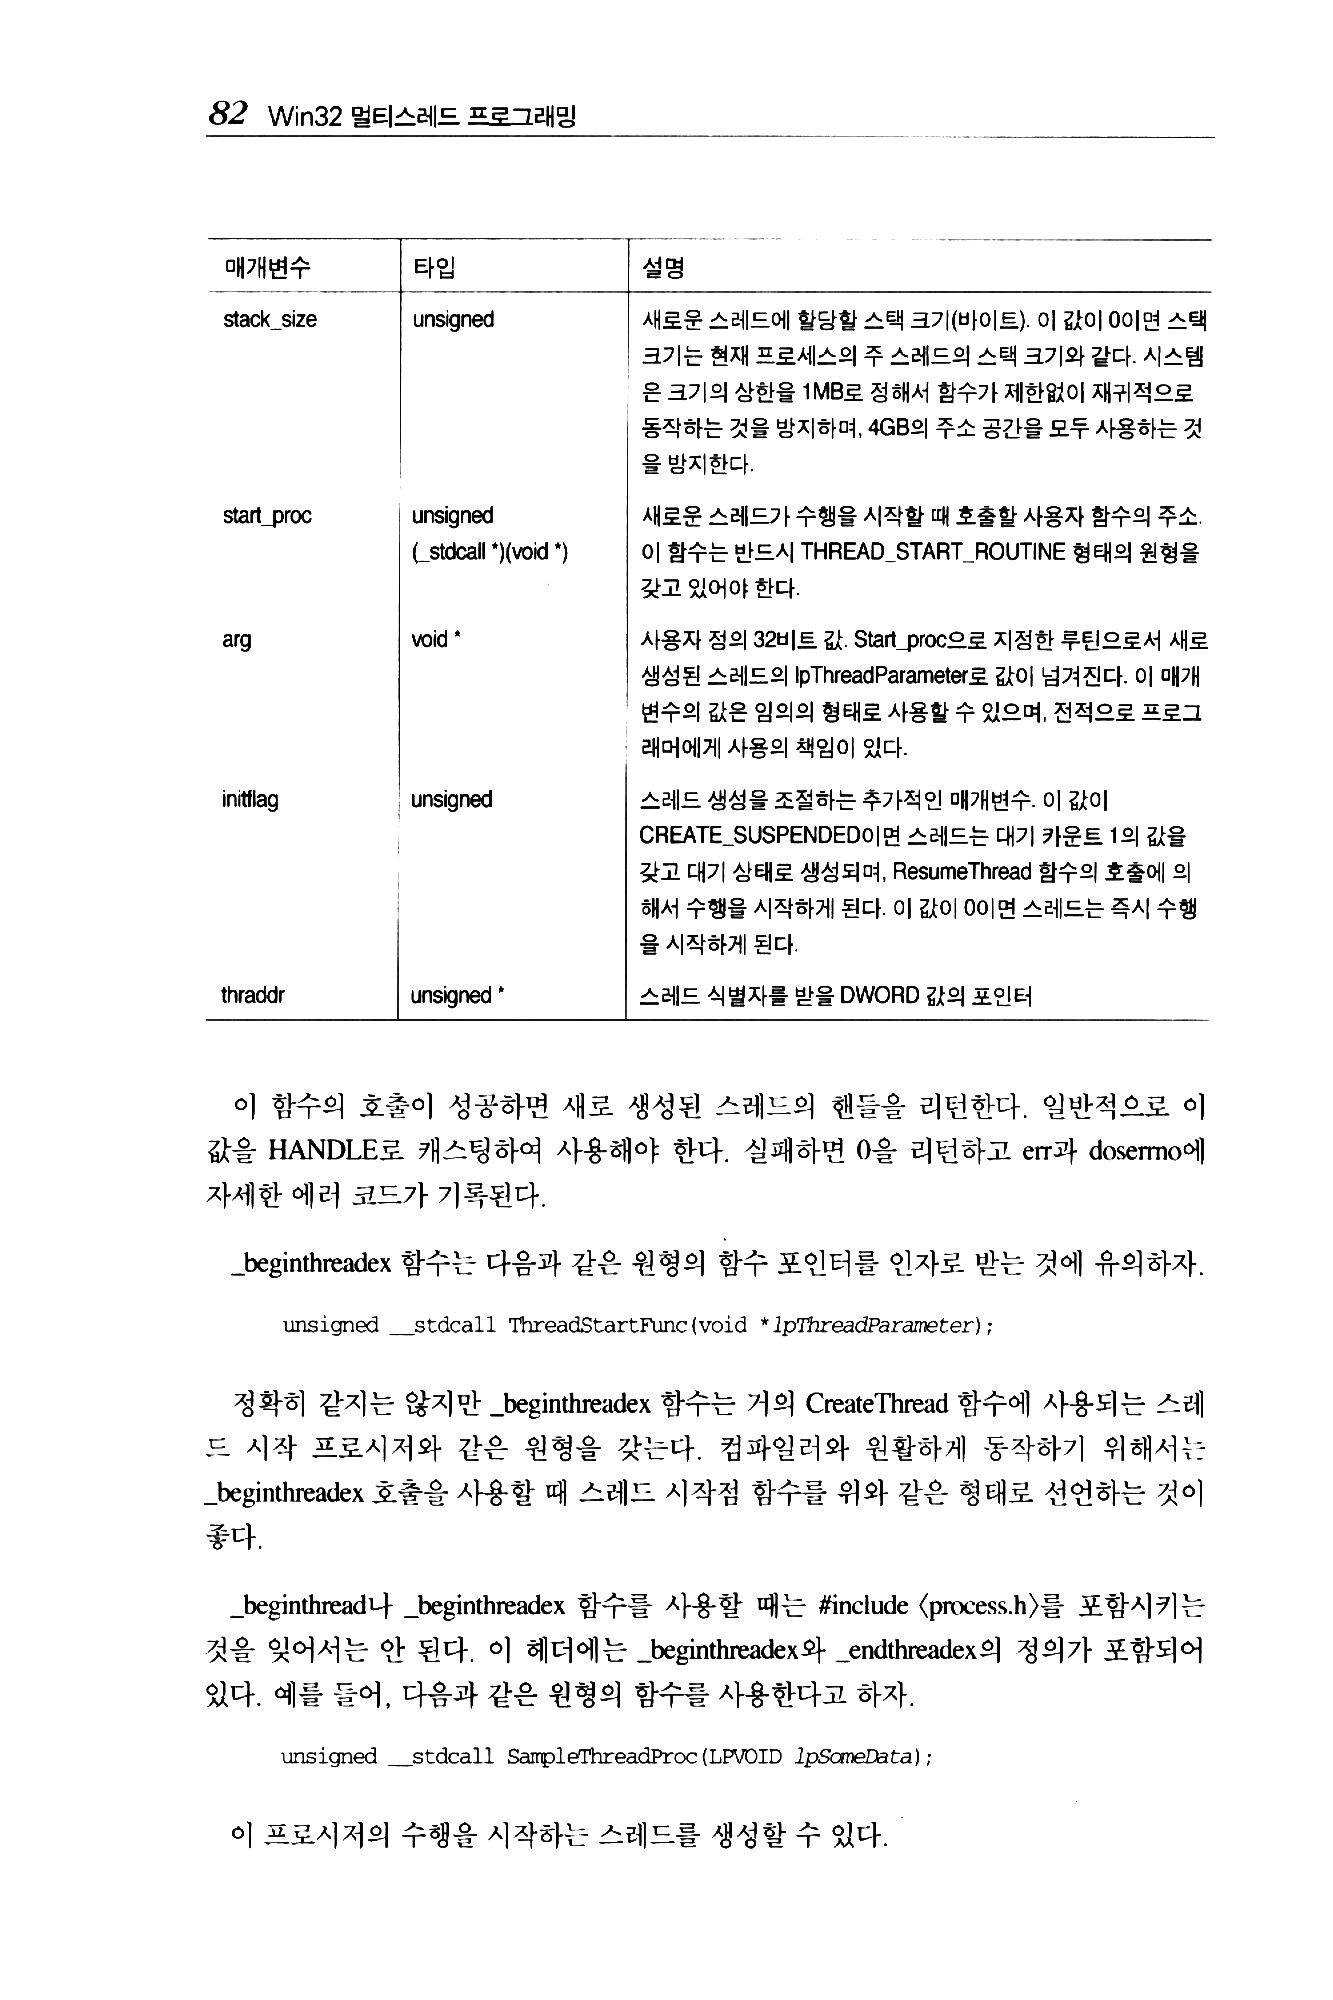 82 Win32 멀티스레드 프로그래밍
매개변수 타입 설명
stack_size unsigned 새로운 스레드에 할당할 스택 크기(바이트). 이 값이 0이면 스택
크기는 현재 프로세스의 주 스레드의 스택 크기와 같다. 시스템
은 크기의 상한을 1MB로 정해서 함수가 제한없이 재귀적으로
동작하는 것을 방지하며, 4GB의 주소 공간을 모두 사용하는 것
을 방지한다.
start_proc unsigned 새로운 스레드가 수행을 시작할 때 호출할 사용자 함수의 주소.
(_stdcall *)(void *) 이 함수는 반드시 THREAD_START_ROUTINE 형태의 원형을
갖고 있어야 한다.
arg void * 사용자 정의 32비트 값. Start_proc으로 지정한 루틴으로서 새로
생성된 스레드의 lpThreadParameter로 값이 넘겨진다. 이 매개
변수의 값은 임의의 형태로 사용할 수 있으며, 전적으로 프로그
래머에게 사용의 책임이 있다.
initflag unsigned 스레드 생성을 조절하는 추가적인 매개변수. 이 값이
CREATE_SUSPENDED이면 스레드는 대기 카운트 1의 값을
갖고 대기 상태로 생성되며, ResumeThread 함수의 호출에 의
해서 수행을 시작하게 된다. 이 값이 0이면 스레드는 즉시 수행
을 시작하게 된다.
thraddr unsigned * 스레드 식별자를 받을 DWORD 값의 포인터
이 함수의 호출이 성공하면 새로 생성된 스레드의 핸들을 리턴한다. 일반적으로 이
값을 HANDLE로 캐스팅하여 사용해야 한다. 실패하면 0을 리턴하고 err과 doserrno에
자세한 에러 코드가 기록된다.
_beginthreadex 함수는 다음과 같은 원형의 함수 포인터를 인자로 받는 것에 유의하자.
unsigned __stdcall ThreadStartFunc(void *lpThreadParameter);
정확히 같지는 않지만 _beginthreadex 함수는 거의 CreateThread 함수에 사용되는 스레
드 시작 프로시저와 같은 원형을 갖는다. 컴파일러와 원활하게 동작하기 위해서는
_beginthreadex 호출을 사용할 때 스레드 시작점 함수를 위와 같은 형태로 선언하는 것이
좋다.
_beginthread나 _beginthreadex 함수를 사용할 때는 #include 〈process.h〉를 포함시키는
것을 잊어서는 안 된다. 이 헤더에는 _beginthreadex와 _endthreadex의 정의가 포함되어
있다. 예를 들어, 다음과 같은 원형의 함수를 사용한다고 하자.
unsigned __stdcall SampleThreadProc(LPVOID lpSomeData);
이 프로시저의 수행을 시작하는 스레드를 생성할 수 있다.